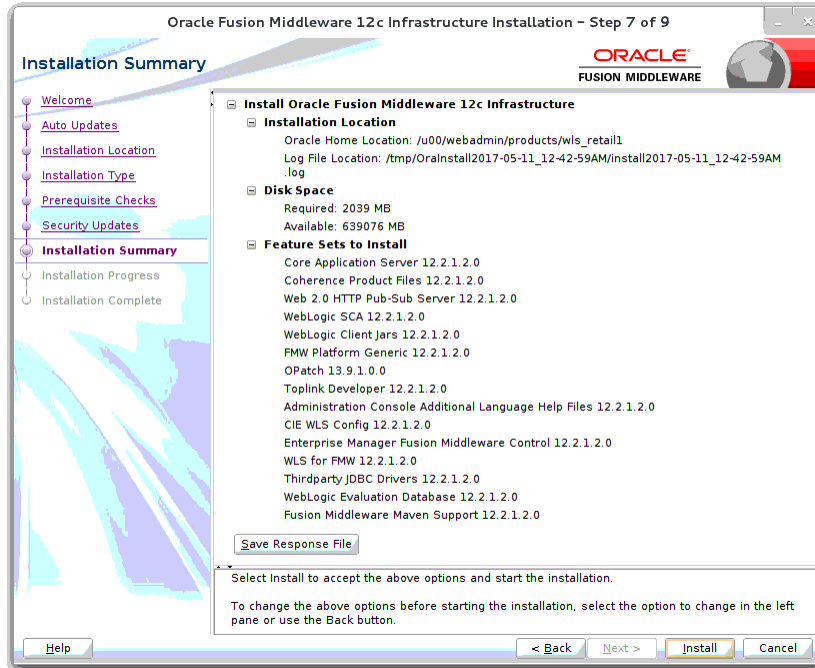 Oracle Fusion Middleware 12c Infrastructure Installation – Step 7 of 9
Installation Summary
ORACLE
FUSION MIDDLEWARE
Welcome
Auto Updates
Installation Location
Installation Type
Prerequisite Checks
Security Updates
Installation Summary
Installation Progress
Installation Complete
Install Oracle Fusion Middleware 12c Infrastructure
Installation Location
Oracle Home Location: /u00/webadmin/products/wls_retail1
Log File Location: /tmp/OraInstall2017-05-11_12-42-59AM/install2017-05-11_12-42-59AM
.log
Disk Space
Required: 2039 MB
Available: 639076 MB
Feature Sets to Install
Core Application Server 12.2.1.2.0
Coherence Product Files 12.2.1.2.0
Web 2.0 HTTP Pub-Sub Server 12.2.1.2.0
WebLogic SCA 12.2.1.2.0
WebLogic Client Jars 12.2.1.2.0
FMW Platform Generic 12.2.1.2.0
OPatch 13.9.1.0.0
Toplink Developer 12.2.1.2.0
Administration Console Additional Language Help Files 12.2.1.2.0
CIE WLS Config 12.2.1.2.0
Enterprise Manager Fusion Middleware Control 12.2.1.2.0
WLS for FMW 12.2.1.2.0
Thirdparty JDBC Drivers 12.2.1.2.0
WebLogic Evaluation Database 12.2.1.2.0
Fusion Middleware Maven Support 12.2.1.2.0
Save Response File
Select Install to accept the above options and start the installation.
To change the above options before starting the installation, select the option to change in the left
pane or use the Back button.
Help
< Back
Next >
Install
Cancel